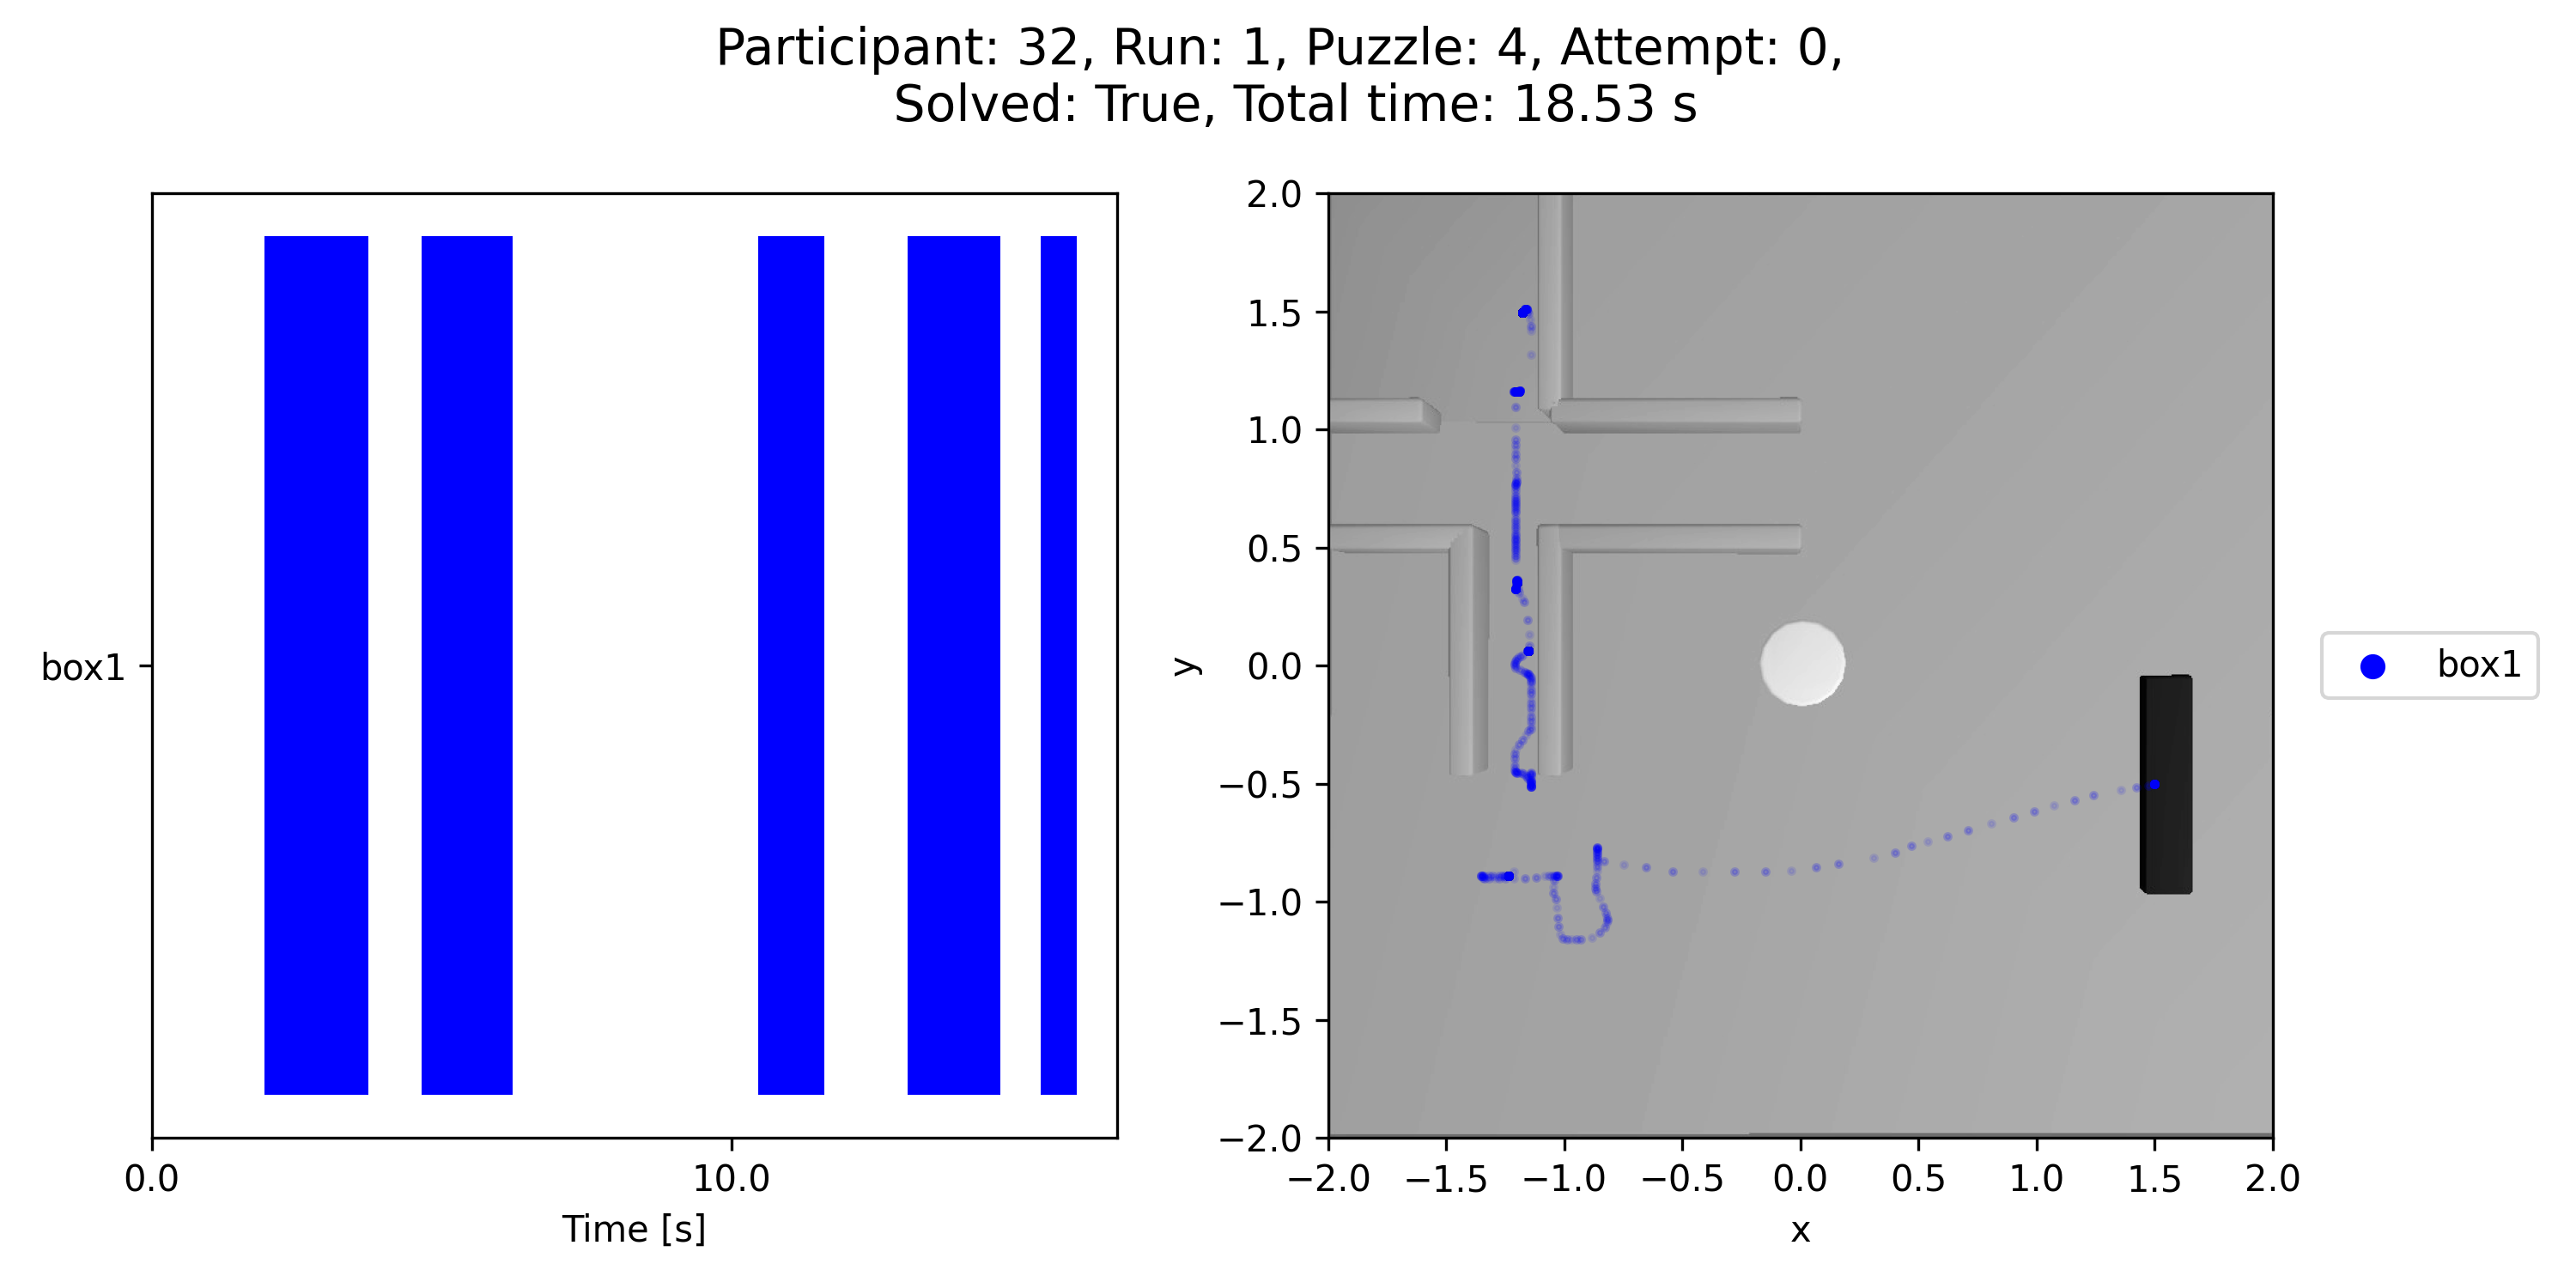 Participant: 32, Run: 1, Puzzle: 4, Attempt: 0,
Solved: True, Total time: 18.53 s
box1
0.0
10.0
Time [s]
y
2.0
1.5
1.0
0.5
0.0
−0.5
−1.0
−1.5
−2.0
−2.0 −1.5 −1.0 −0.5 0.0 0.5 1.0 1.5 2.0
x
box1